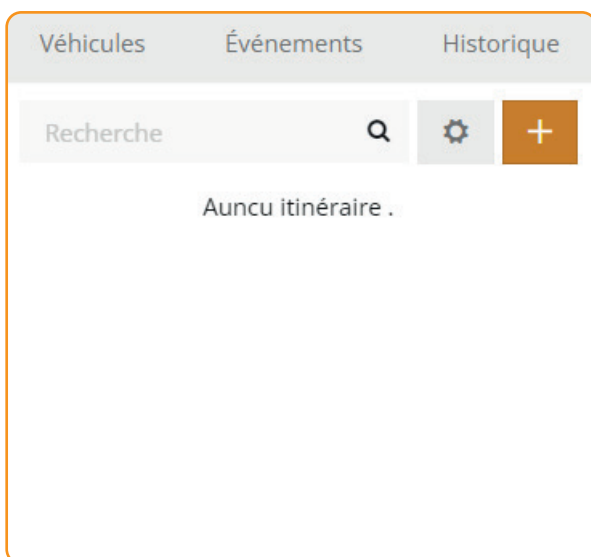 Véhicules Événements Historique
Recherche
Auncu itinéraire .